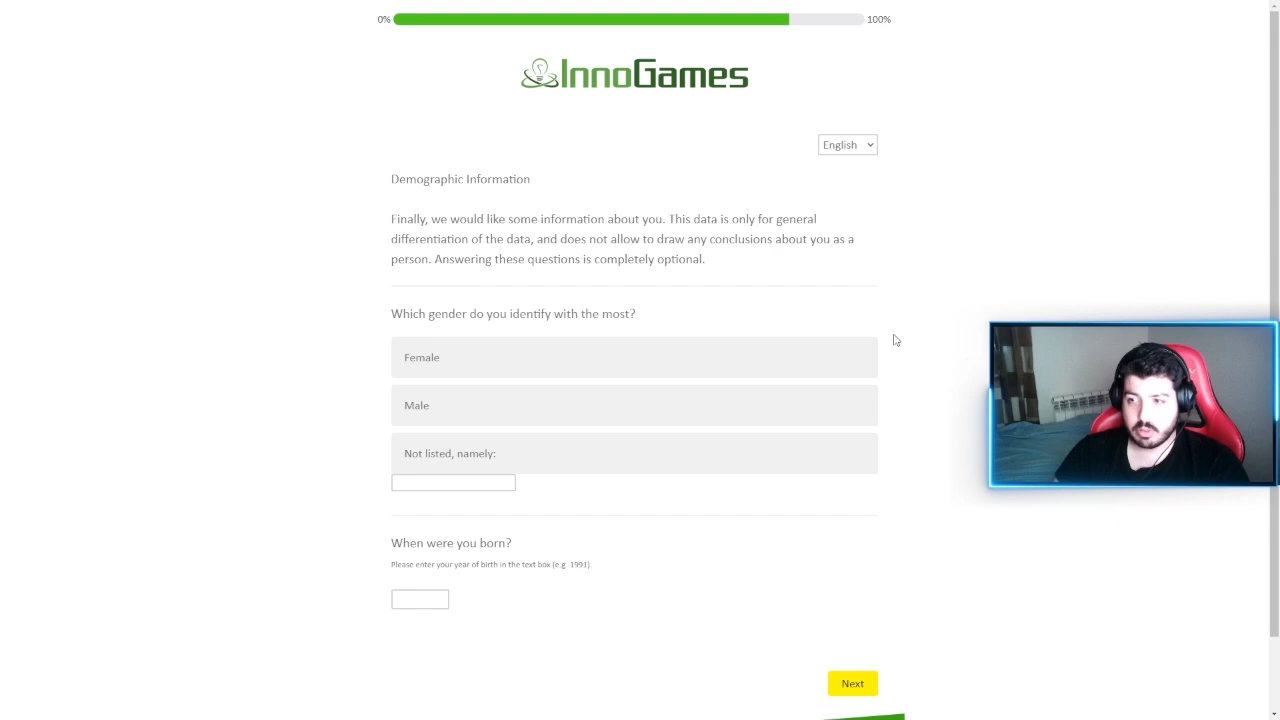 0%
100%
InnoGames
English
Demographic Information
Finally, we would like some information about you. This data is only for general
differentiation of the data, and does not allow to draw any conclusions about you as a
person. Answering these questions is completely optional.
Which gender do you identify with the most?
Female
Male
Not listed, namely:
When were you born?
Please enter your year of birth in the text box (e.g. 1991).
Next